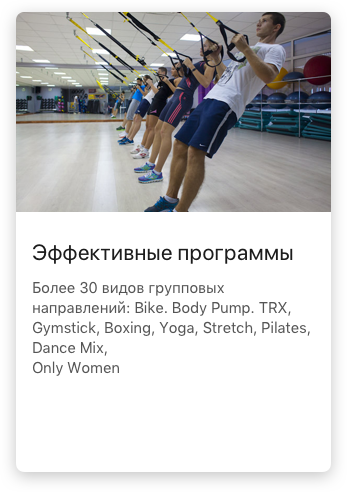 Эффективные программы
Более 30 видов групповых
направлений: Bike. Body Pump. TRX,
Gymstick, Boxing, Yoga, Stretch, Pilates,
Dance Mix,
Only Women